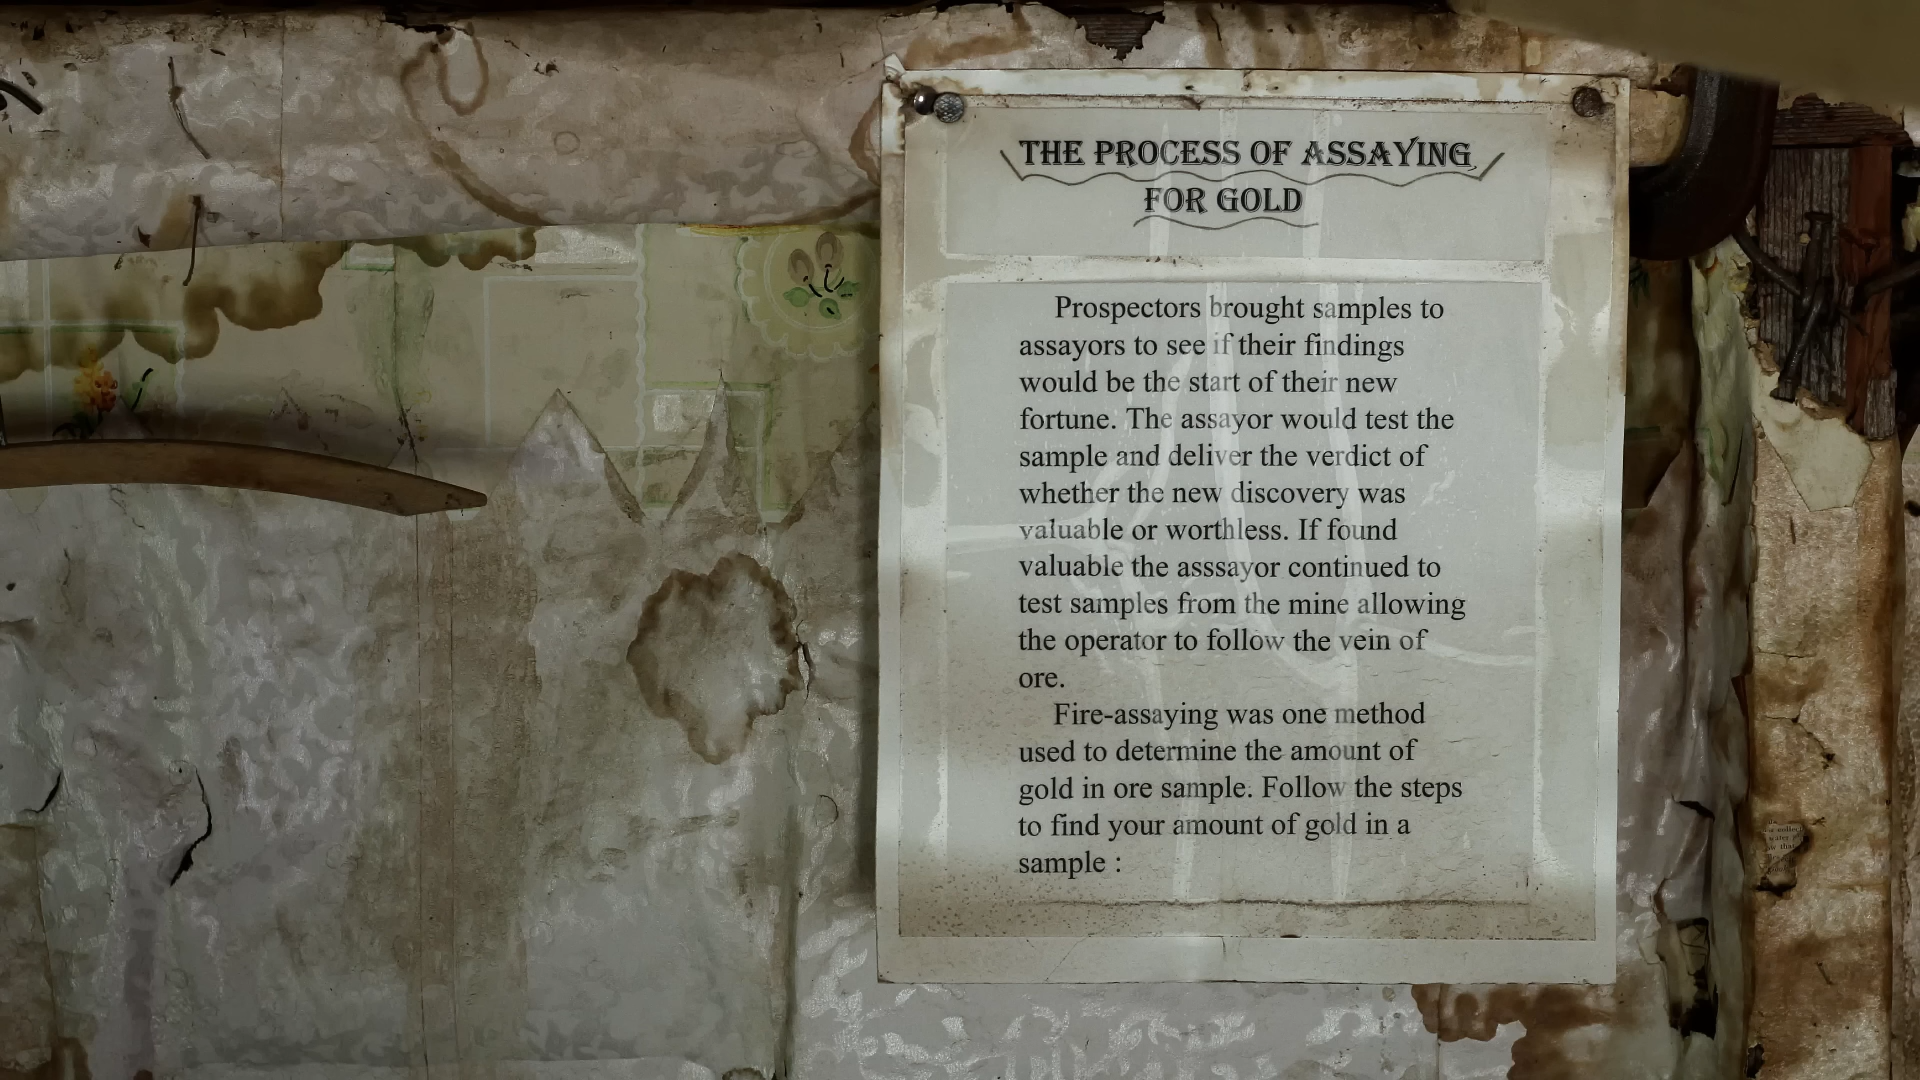 THE PROCESS OF ASSAYING
FOR GOLD
Prospectors brought samples to
assayors to see if their findings
would be the start of their new
fortune. The assayor would test the
sample and deliver the verdict of
whether the new discovery was
valuable or worthless. If found
valuable the asssayor continued to
test samples from the mine allowing
the operator to follow the vein of
ore.
Fire-assaying was one method
used to determine the amount of
gold in ore sample. Follow the steps
to find your amount of gold in a
sample :